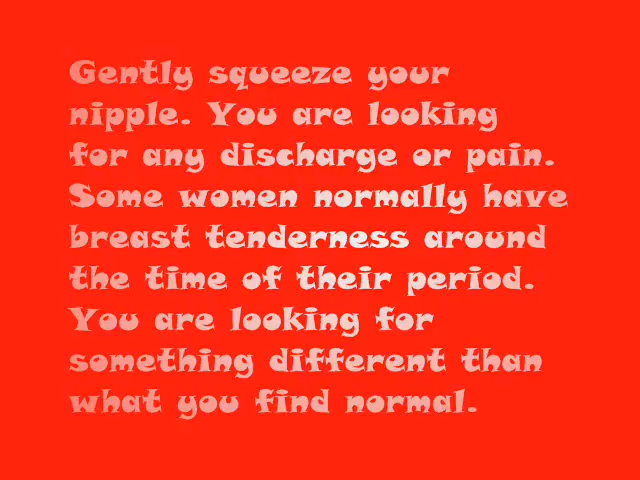 Gently squeeze your
nipple. You are looking
for any discharge or pain.
Some women normally have
breast tenderness around
the time of their period.
You are looking for
something different than
what you find normal.